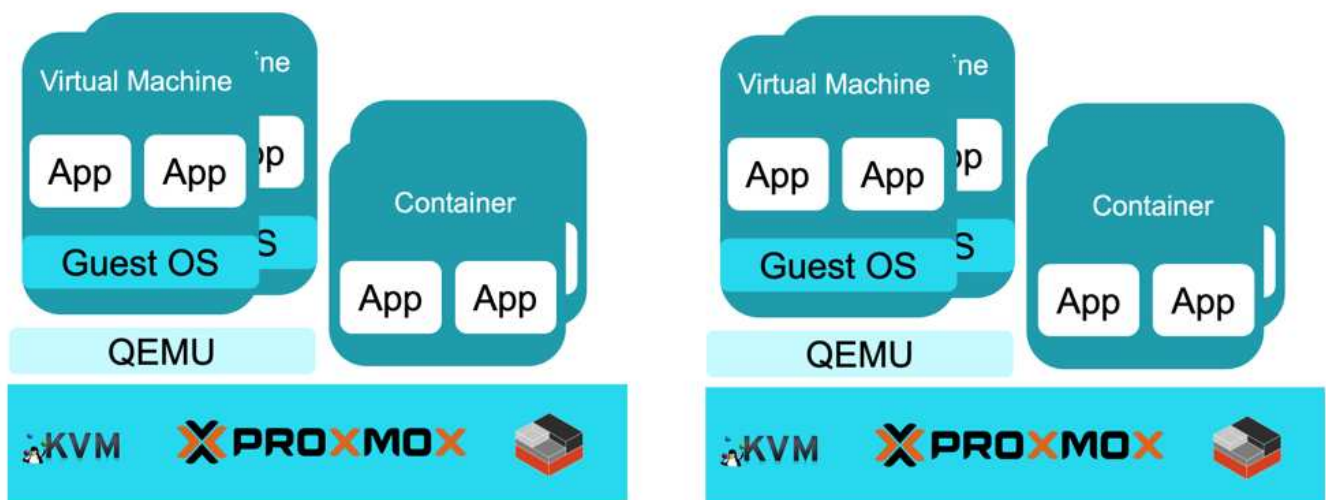 Virtual Machine
App App
Guest OS
QEMU
Container
App App
KVM PROXMOX
Virtual Machine
App App
Guest OS
QEMU
Container
App App
KVM PROXMOX